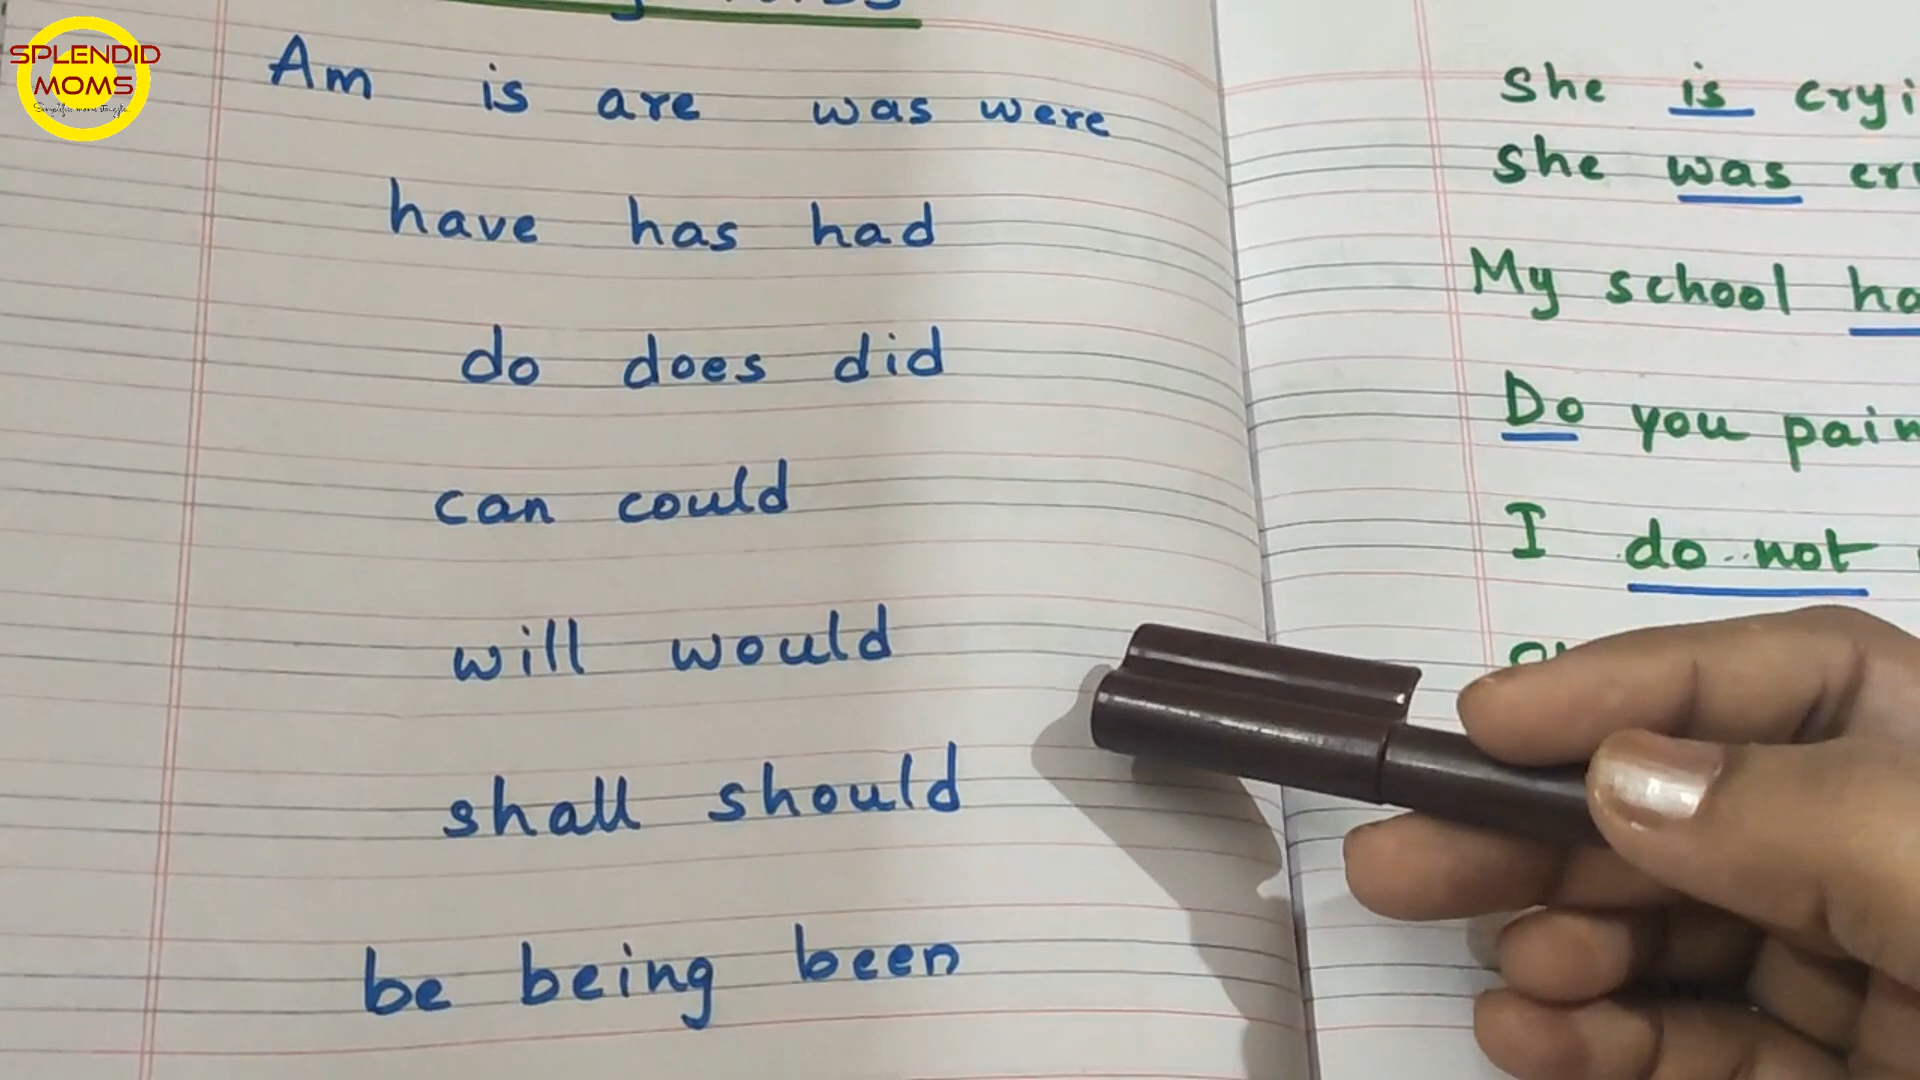 SPLENDID
MOMS
Am is are was were
have has had
do does did
can could
will would
shall should
be being been
she is
she was
My school
Do you
I do not